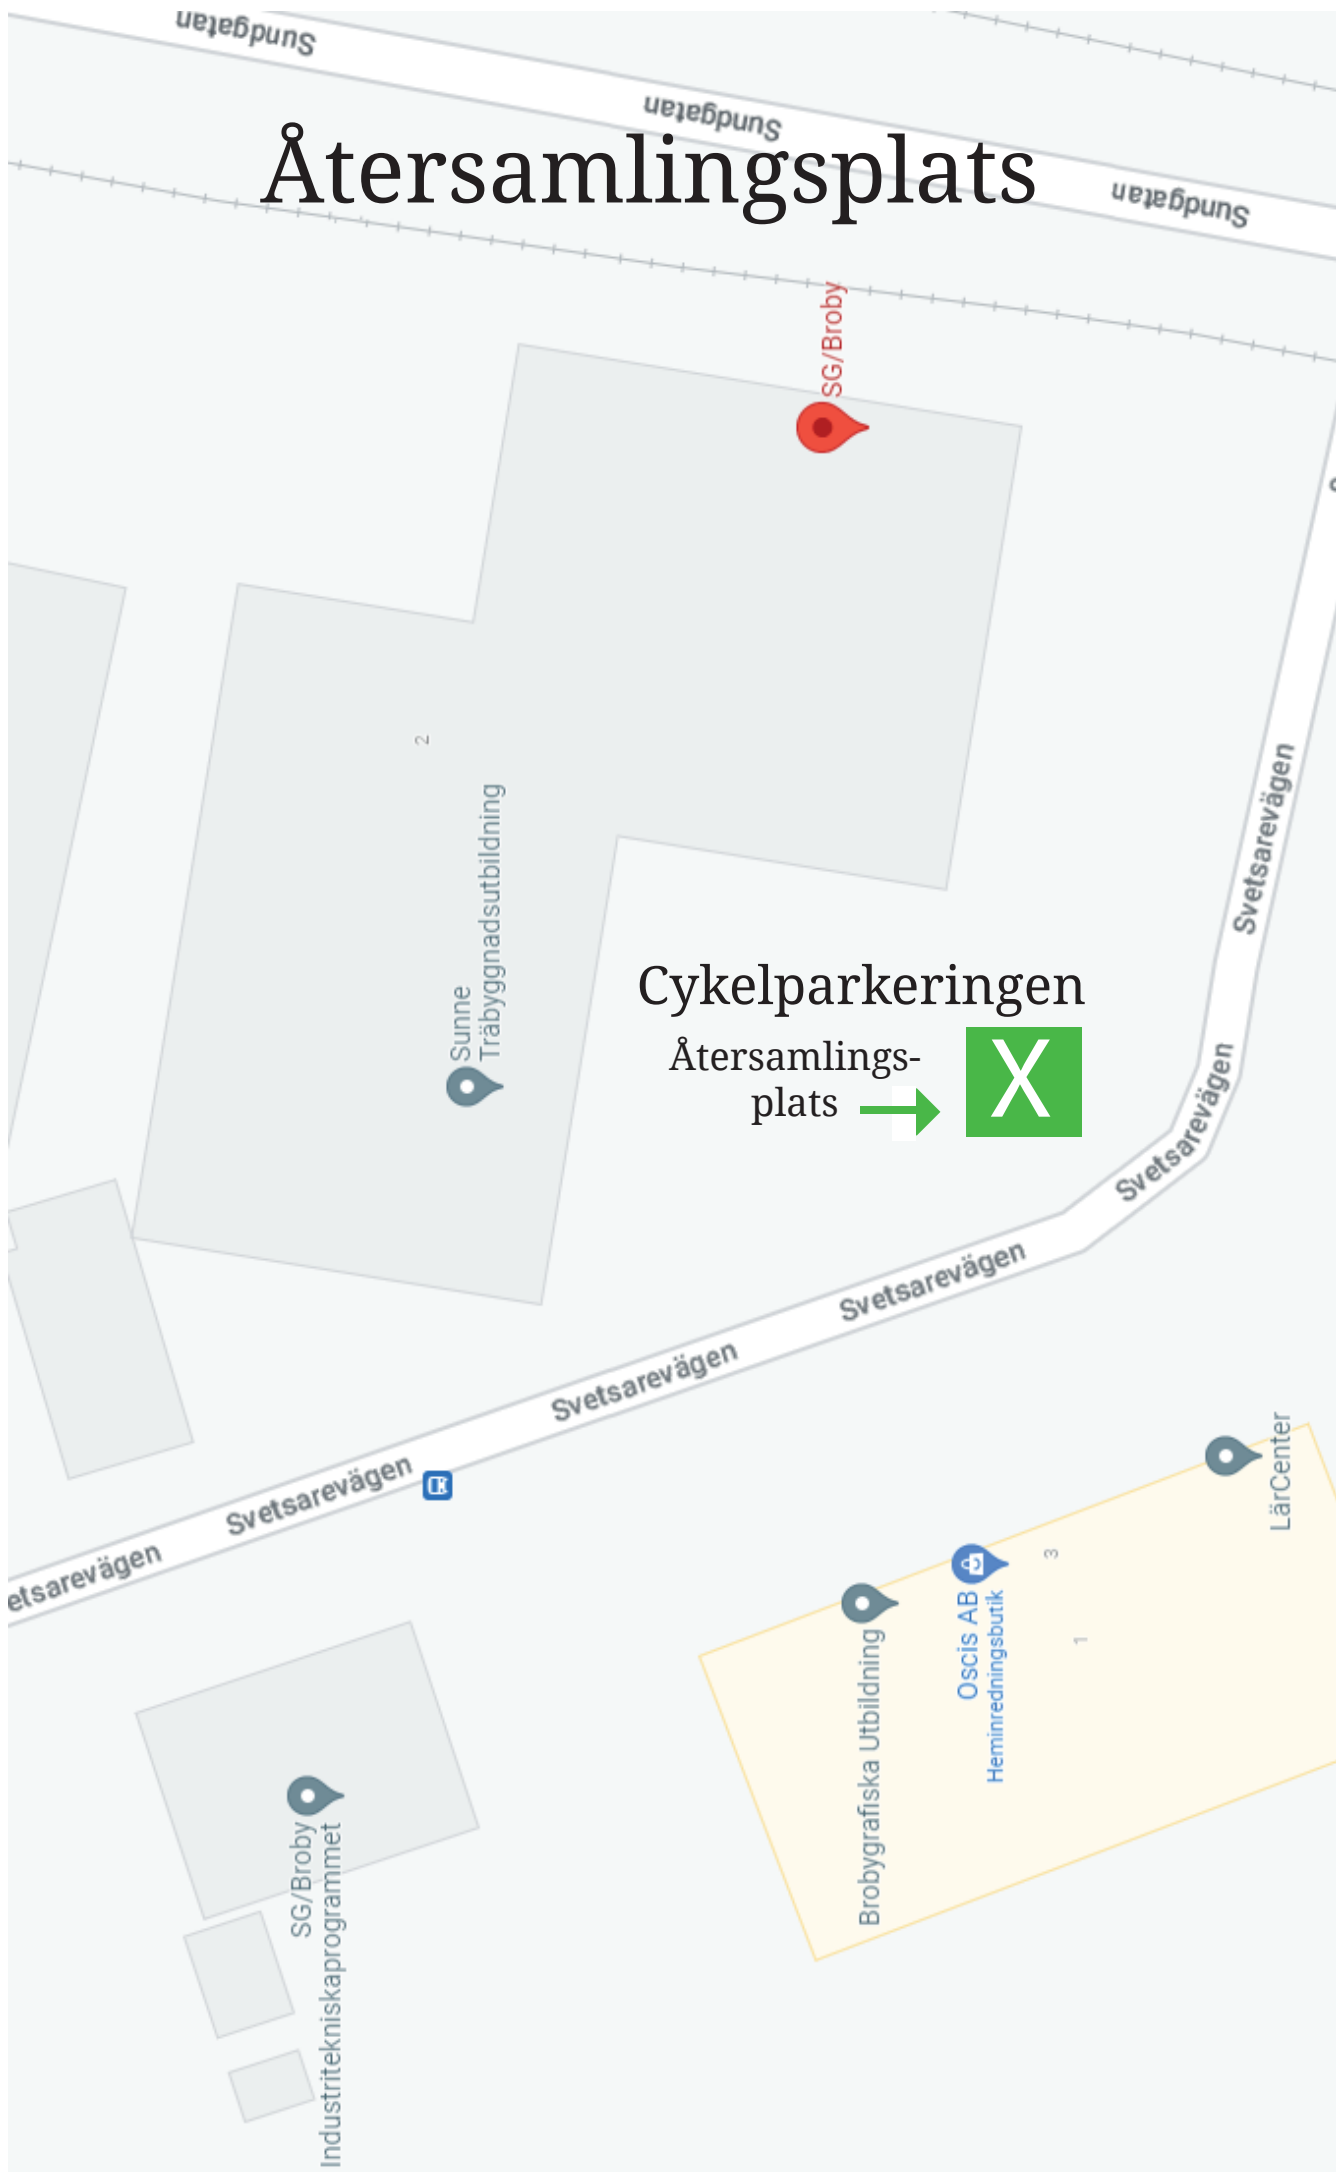 Sundgatan
Sundgatan
Återsamlingsplats
Sundgatan
SG/Broby
2
Svetsarevägen
Sunne
Träbyggnadsutbildning
Cykelparkeringen
Återsamlings-
plats
X
Svetsarevägen
Svetsarevägen
Svetsarevägen
Svetsarevägen
etsarevägen
LärCenter
3
1
Oscis AB
Heminredningsbutik
Brobygrafiska Utbildning
SG/Broby
Industritekniskaprogrammet